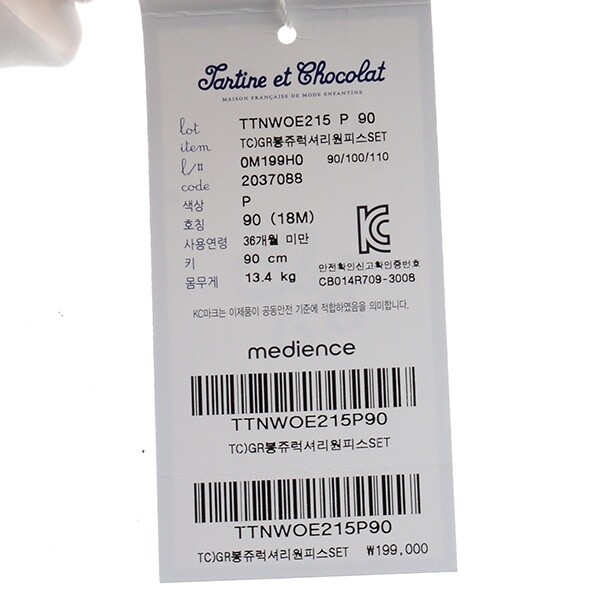 Tartine et Chocolat
MAISON FRANÇAISE DE MODE ENFANTINE
lot TTNWOE215 P 90
item TC)GR봉쥬럭셔리원피스SET
l/# 0M199H0 90/100/110
code 2037088
색상 P
호칭 90 (18M)
사용연령 36개월 미만
키 90 cm
몸무게 13.4 kg
안전확인신고확인증번호
CB014R709-3008
KC마크는 이제품이 공동안전 기준에 적합하였음을 의미합니다.
medience
TTNWOE215P90
TC)GR봉쥬럭셔리원피스SET
TTNWOE215P90
TC)GR봉쥬럭셔리원피스SET ₩199,000